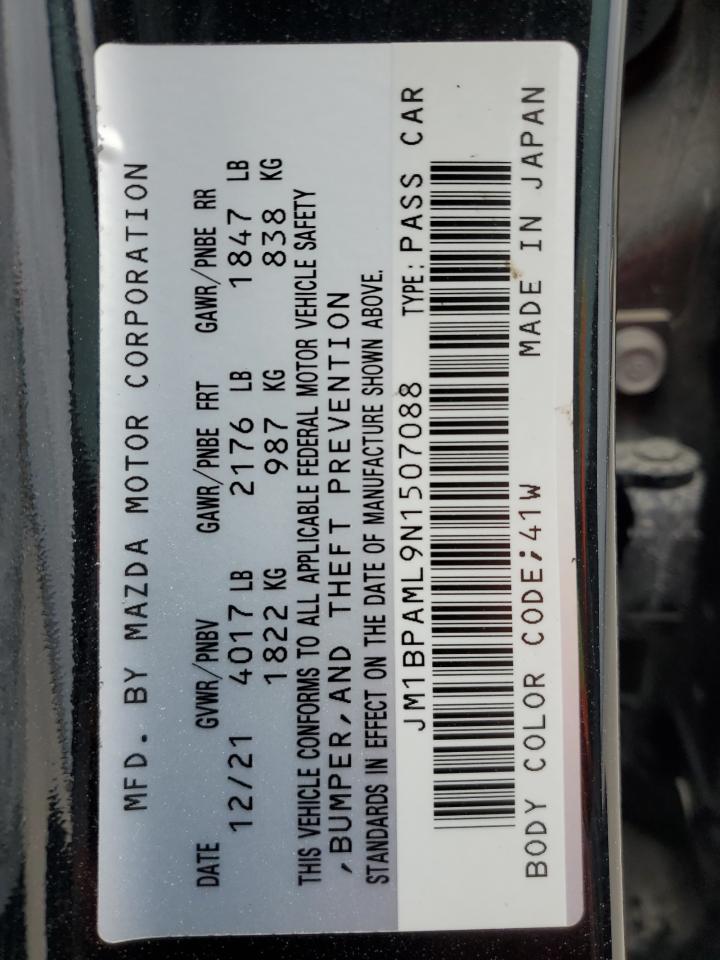 MFD. BY MAZDA MOTOR CORPORATION
DATE GVWR/PNBV GAWR/PNBE FRT GAWR/PNBE RR
12/21 4017 LB 2176 LB 1847 LB
1822 KG 987 KG 838 KG
THIS VEHICLE CONFORMS TO ALL APPLICABLE FEDERAL MOTOR VEHICLE SAFETY
,BUMPER,AND THEFT PREVENTION
STANDARDS IN EFFECT ON THE DATE OF MANUFACTURE SHOWN ABOVE.
JM1BPAML9N1507088 TYPE:PASS CAR
BODY COLOR CODE;41W MADE IN JAPAN